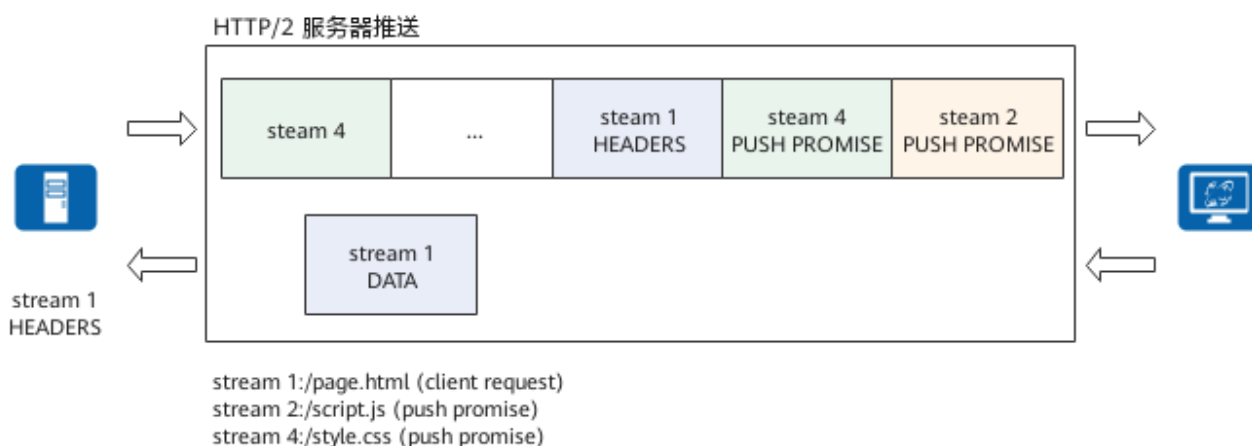 HTTP/2 服务器推送
steam 4
...
steam 1
HEADERS
steam 4
PUSH PROMISE
steam 2
PUSH PROMISE
stream 1
DATA
stream 1
HEADERS
stream 1:/page.html (client request)
stream 2:/script.js (push promise)
stream 4:/style.css (push promise)